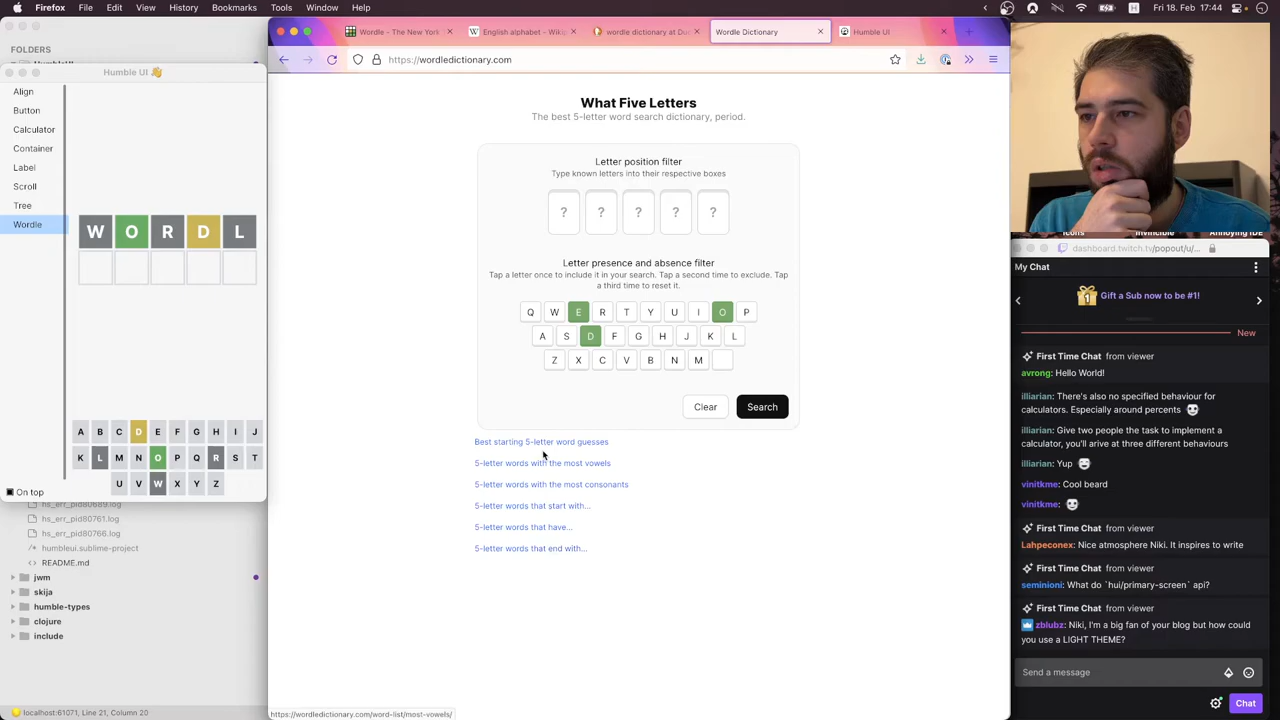 Firefox File Edit View History Bookmarks Tools Window Help
Fri 18. Feb 17:44
Wordle - The New York
English alphabet - Wikip
wordle dictionary at Duc
Wordle Dictionary
Humble UI
https://wordledictionary.com
FOLDERS
Humble UI 👋
Align
Button
Calculator
Container
Label
Scroll
Tree
Wordle
W O R D L
A B C D E F G H I J
K L M N O P Q R S T
U V W X Y Z
On top
hs_err_pid80689.log
hs_err_pid80761.log
hs_err_pid80766.log
humbleui.sublime-project
README.md
jwm
skija
humble-types
clojure
include
localhost:61071, Line 21, Column 20
What Five Letters
The best 5-letter word search dictionary, period.
Letter position filter
Type known letters into their respective boxes
? ? ? ? ?
Letter presence and absence filter
Tap a letter once to include it in your search. Tap a second time to exclude. Tap
a third time to reset it.
Q W E R T Y U I O P
A S D F G H J K L
Z X C V B N M
Clear Search
Best starting 5-letter word guesses
5-letter words with the most vowels
5-letter words with the most consonants
5-letter words that start with...
5-letter words that have...
5-letter words that end with...
https://wordledictionary.com/word-list/most-vowels/
Icons Invincible Annoying IDE
dashboard.twitch.tv/popout/u/...
My Chat
1
Gift a Sub now to be #1!
New
First Time Chat from viewer
avrong: Hello World!
illiarian: There's also no specified behaviour for
calculators. Especially around percents
illiarian: Give two people the task to implement a
calculator, you'll arive at three different behaviours
illiarian: Yup
vinitkme: Cool beard
vinitkme:
First Time Chat from viewer
Lahpeconex: Nice atmosphere Niki. It inspires to write
First Time Chat from viewer
seminioni: What do `hui/primary-screen` api?
First Time Chat from viewer
zblubz: Niki, I'm a big fan of your blog but how could
you use a LIGHT THEME?
Send a message
Chat